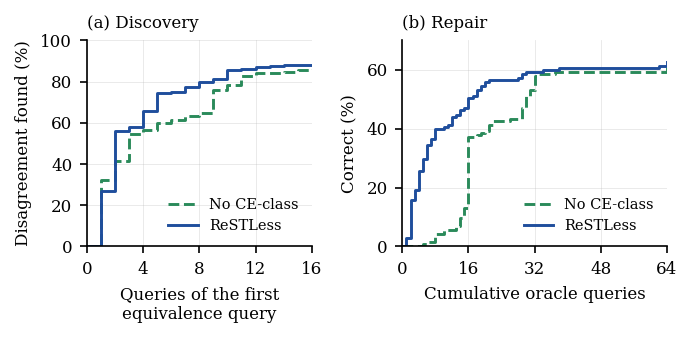 (a) Discovery
Disagreement found (%)
100
80
60
40
20
0
No CE-class
ReSTLess
0 4 8 12 16
Queries of the first
equivalence query
(b) Repair
Correct (%)
60
40
20
0
No CE-class
ReSTLess
0 16 32 48 64
Cumulative oracle queries